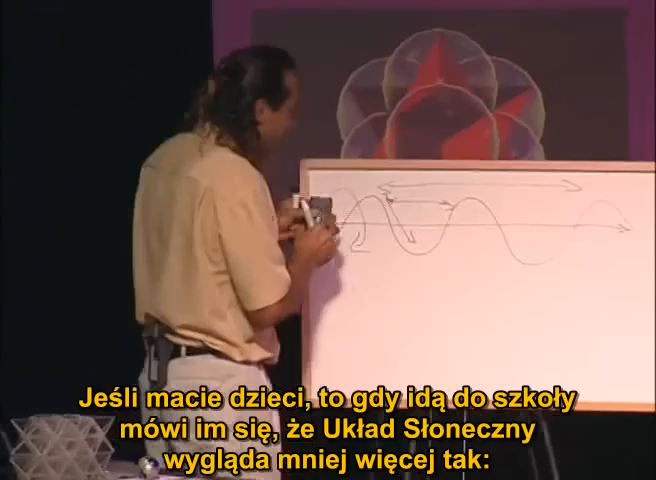 Jeśli macie dzieci, to gdy idą do szkoły
mówi im się, że Układ Słoneczny
wygląda mniej więcej tak: